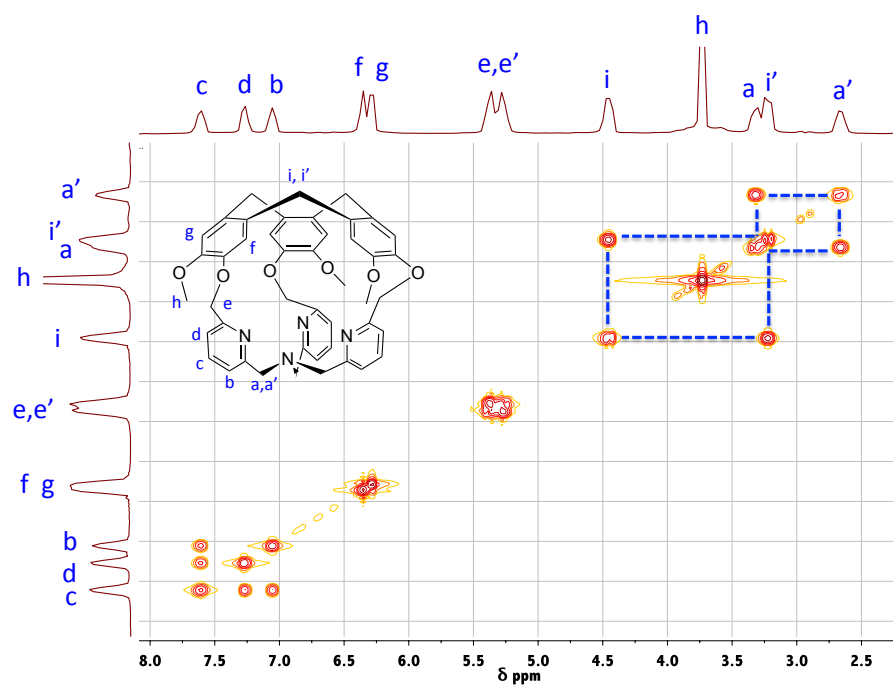 h
c d b f g e,e’ i a i’ a’
a’
i’
a
h
i
e,e’
f g
b
d
c
i, i’
g
f
O
O
O
O
O
O
h
e
d
N
N
N
c
N
b
a,a’
8.0 7.5 7.0 6.5 6.0 5.5 5.0 4.5 4.0 3.5 3.0 2.5
δ ppm